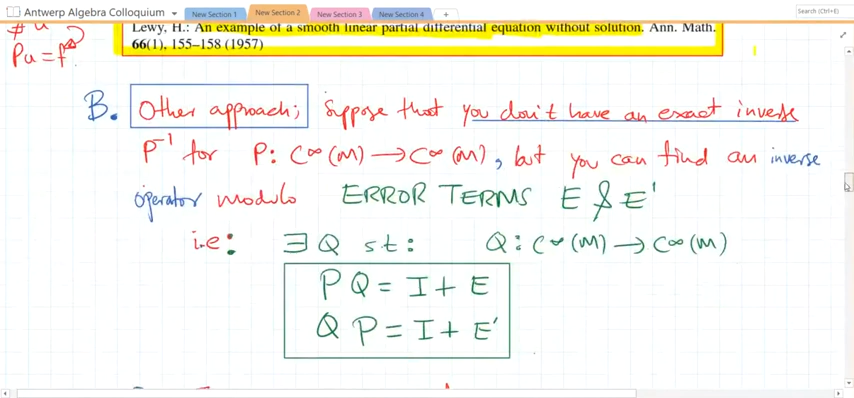 Antwerp Algebra Colloquium
New Section 1
New Section 2
New Section 3
New Section 4
+
Search (Ctrl+E)
Lewy, H.: An example of a smooth linear partial differential equation without solution. Ann. Math.
66(1), 155–158 (1957)
Pu = f
B. Other approach; Suppose that you don't have an exact inverse
P⁻¹ for P: C∞(M) → C∞(M), but you can find an inverse
operator modulo ERROR TERMS E & E'
i.e: ∃ Q st: Q: C∞(M) → C∞(M)
P Q = I + E
Q P = I + E'